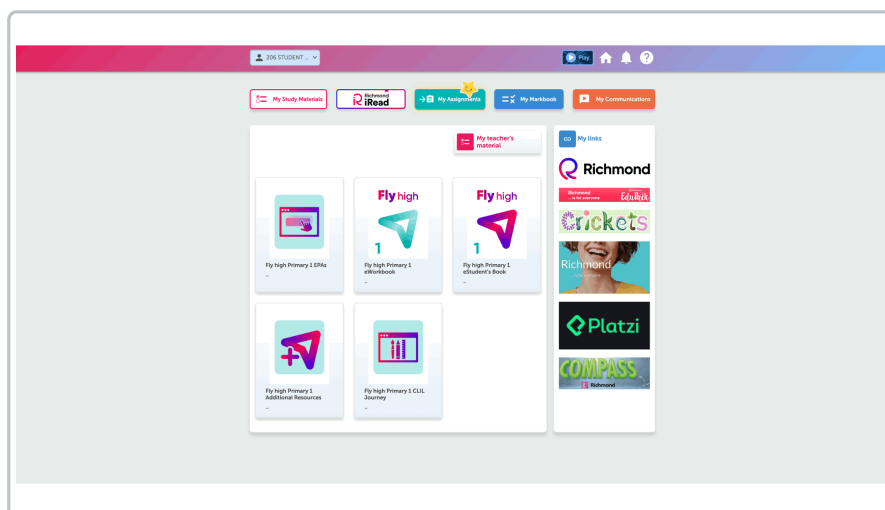 206 STUDENT ...
Play
My Study Materials
Richmond
iRead
My Assignments
My Markbook
My Communications
My teacher's
material
My links
Richmond
Richmond
... is for everyone
Crickets
Richmond
Platzi
COMPASS
Richmond
Fly high Primary 1 EPAs
--
Fly high
1
Fly high Primary 1
eWorkbook
--
Fly high
1
Fly high Primary 1
eStudent's Book
--
Fly high Primary 1
Additional Resources
--
Fly high Primary 1 CLIL
Journey
--